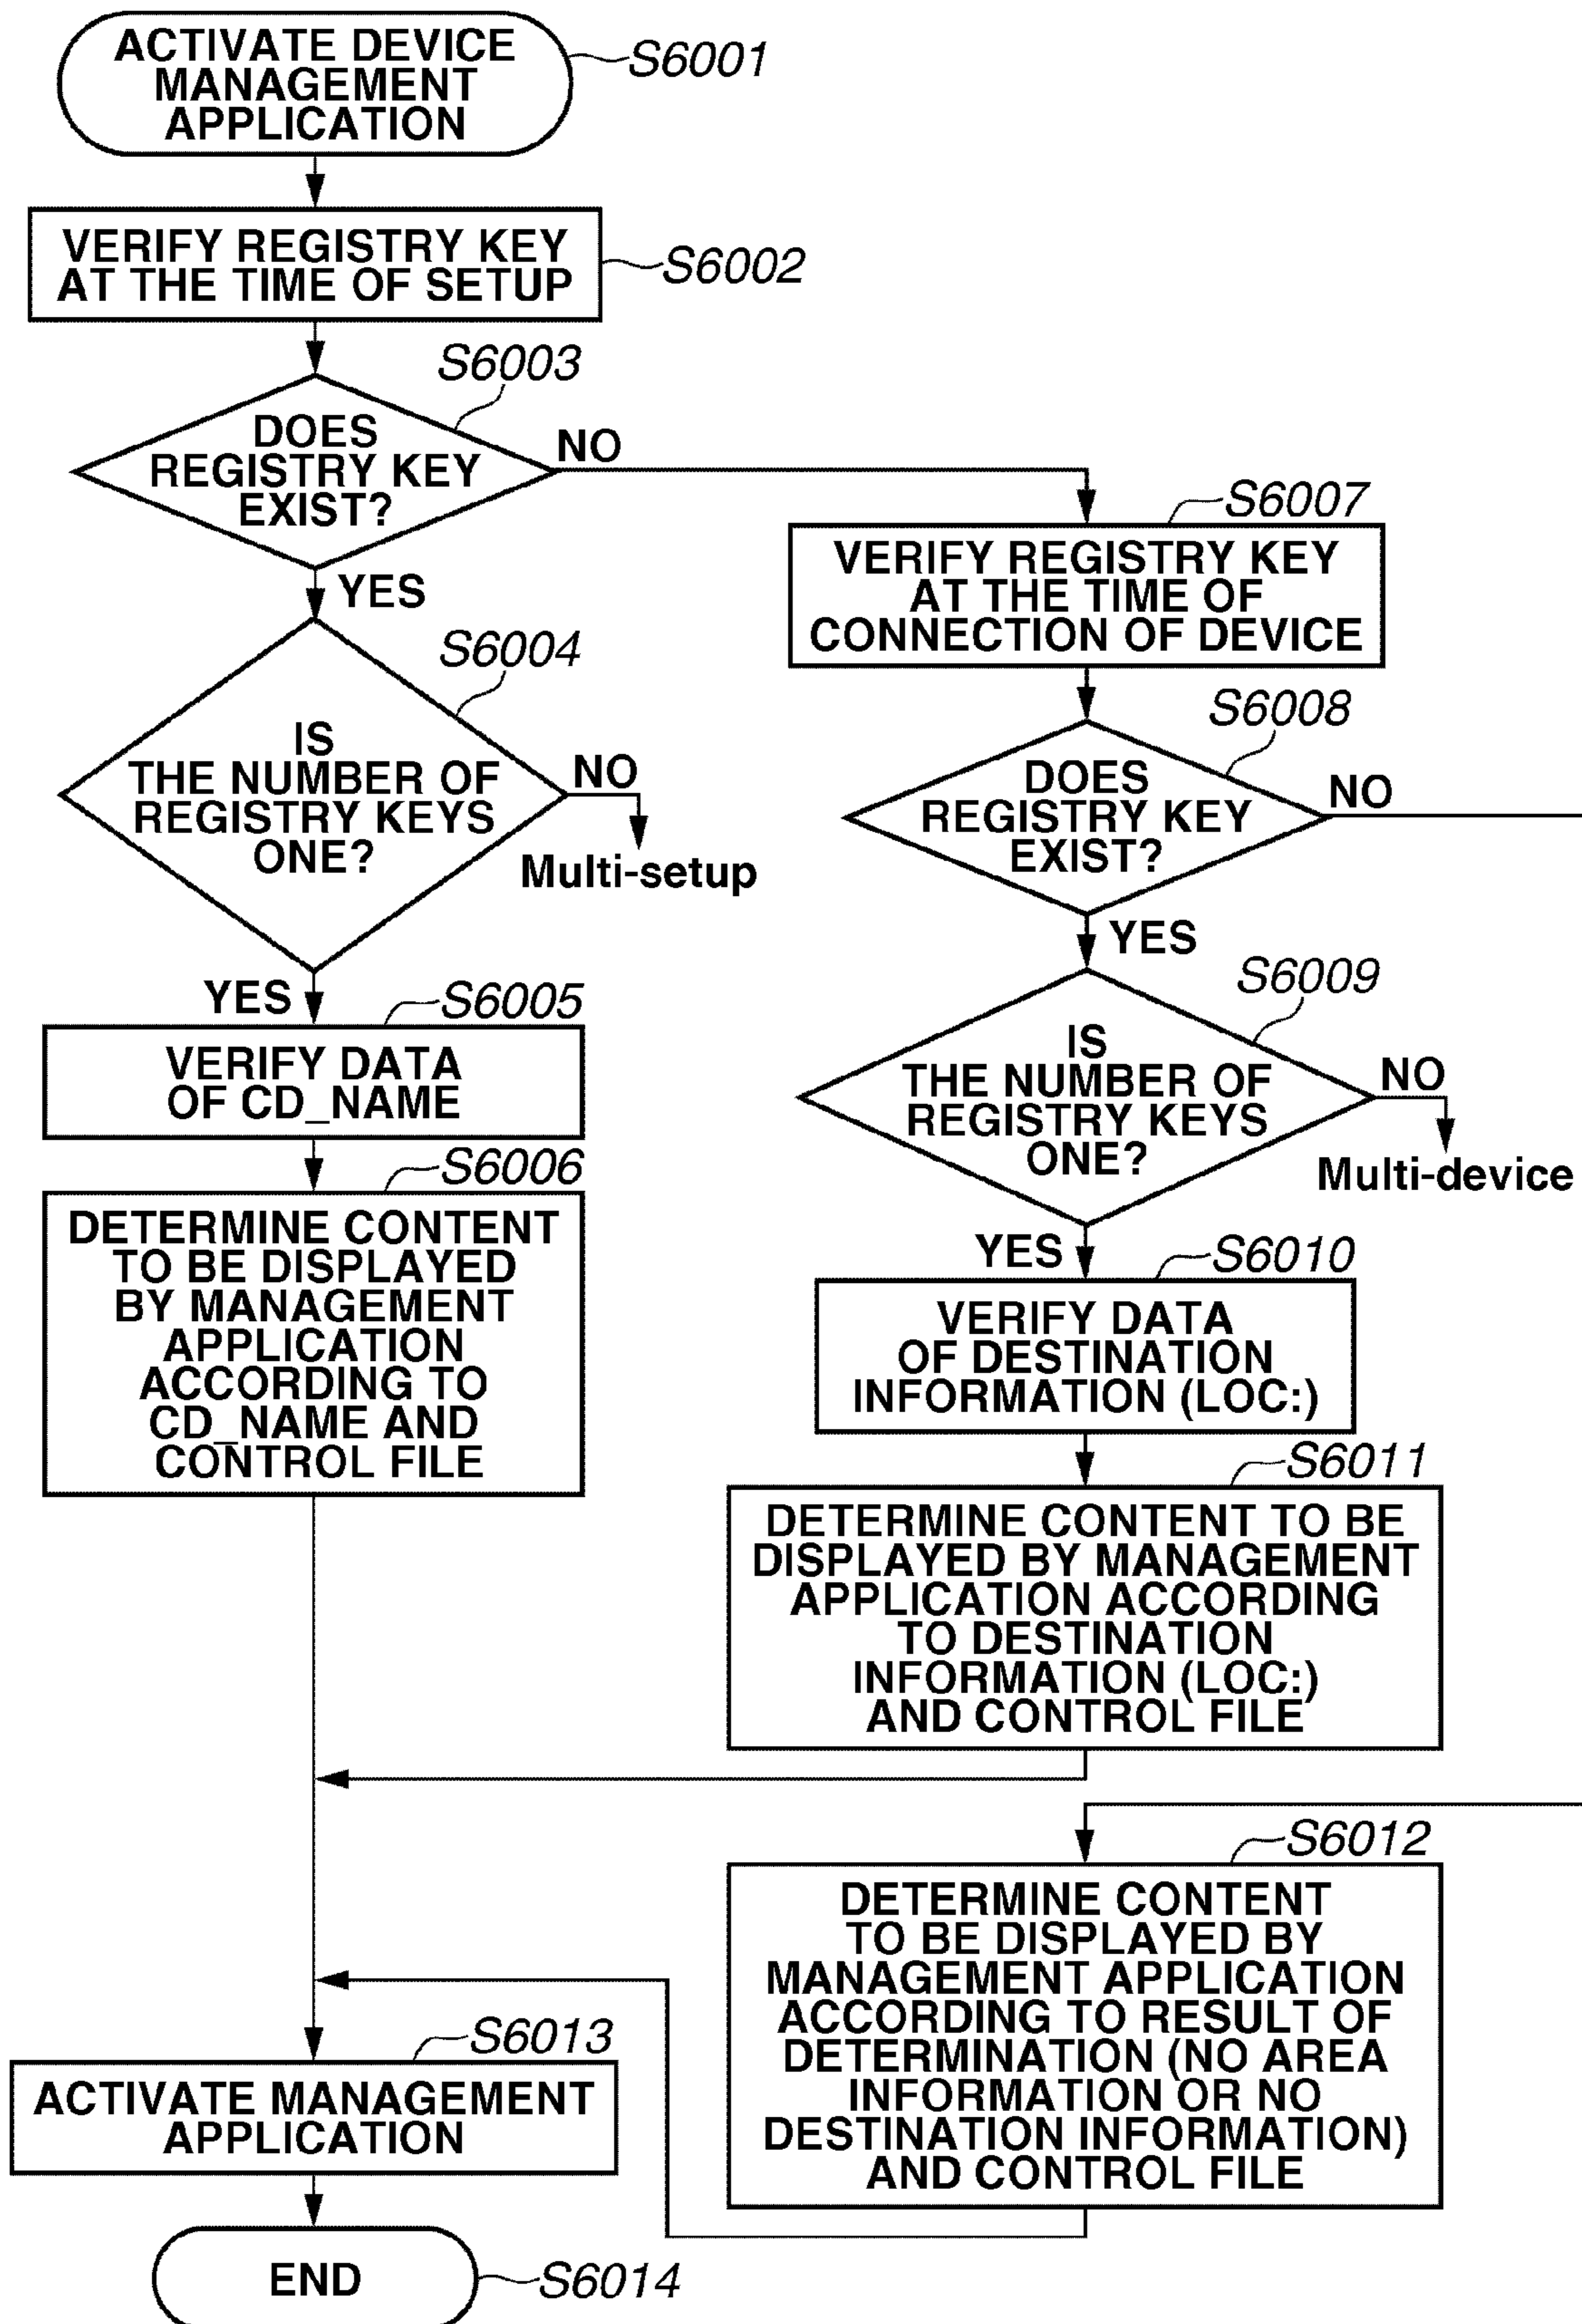 ACTIVATE DEVICE
MANAGEMENT
APPLICATION
S6001
VERIFY REGISTRY KEY
AT THE TIME OF SETUP
S6002
S6003
DOES
REGISTRY KEY
EXIST?
NO
YES
S6004
IS
THE NUMBER OF
REGISTRY KEYS
ONE?
NO
Multi-setup
YES
S6005
VERIFY DATA
OF CD_NAME
S6006
DETERMINE CONTENT
TO BE DISPLAYED
BY MANAGEMENT
APPLICATION
ACCORDING TO
CD_NAME AND
CONTROL FILE
S6007
VERIFY REGISTRY KEY
AT THE TIME OF
CONNECTION OF DEVICE
S6008
DOES
REGISTRY KEY
EXIST?
NO
YES
S6009
IS
THE NUMBER OF
REGISTRY KEYS
ONE?
NO
Multi-device
YES
S6010
VERIFY DATA
OF DESTINATION
INFORMATION (LOC:)
S6011
DETERMINE CONTENT TO BE
DISPLAYED BY MANAGEMENT
APPLICATION ACCORDING
TO DESTINATION
INFORMATION (LOC:)
AND CONTROL FILE
S6012
DETERMINE CONTENT
TO BE DISPLAYED BY
MANAGEMENT APPLICATION
ACCORDING TO RESULT OF
DETERMINATION (NO AREA
INFORMATION OR NO
DESTINATION INFORMATION)
AND CONTROL FILE
S6013
ACTIVATE MANAGEMENT
APPLICATION
END
S6014